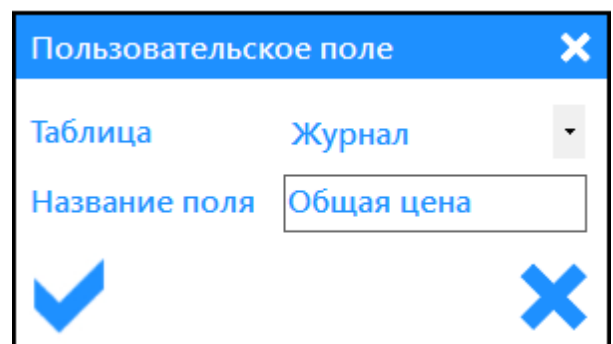 Пользовательское поле
Таблица Журнал
Название поля Общая цена